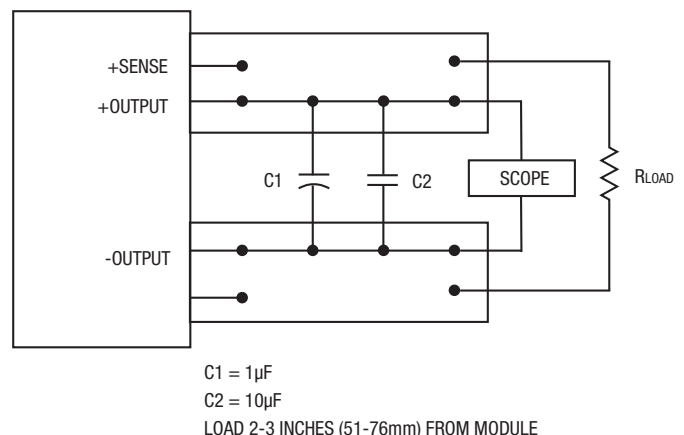 +SENSE
+OUTPUT
C1
C2
SCOPE
RLOAD
-OUTPUT
C1 = 1µF
C2 = 10µF
LOAD 2-3 INCHES (51-76mm) FROM MODULE